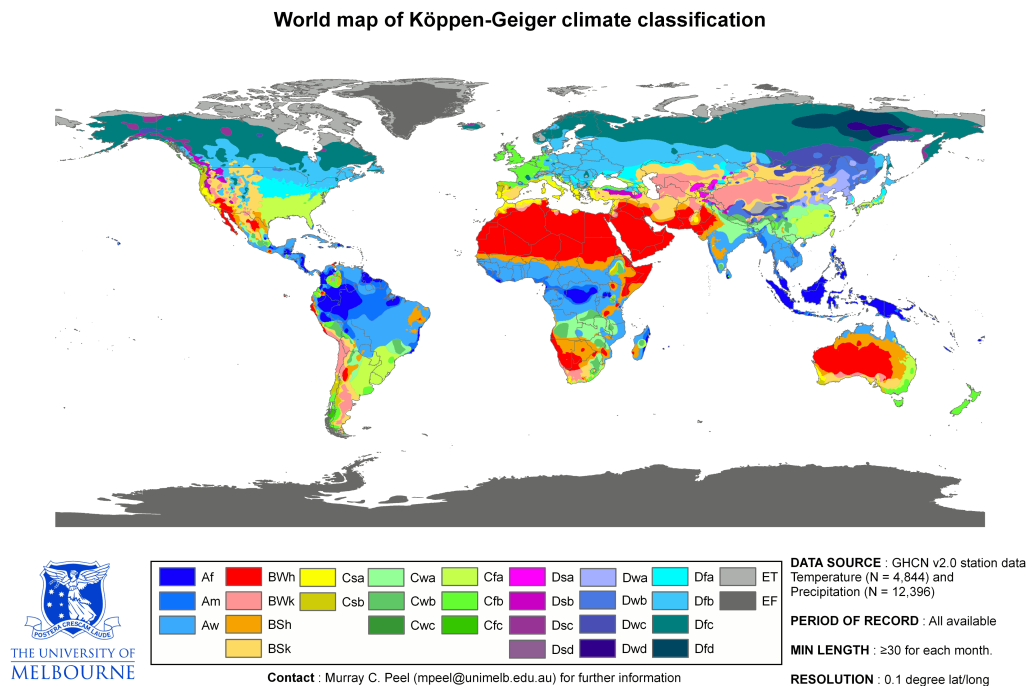 World map of Köppen-Geiger climate classification
Af
Am
Aw
BWh
BWk
BSh
BSk
Csa
Csb
Cwa
Cwb
Cwc
Cfa
Cfb
Cfc
Dsa
Dsb
Dsc
Dsd
Dwa
Dwb
Dwc
Dwd
Dfa
Dfb
Dfc
Dfd
ET
EF
POSTERA CRESCAM LAUDE
THE UNIVERSITY OF
MELBOURNE
Contact : Murray C. Peel (mpeel@unimelb.edu.au) for further information
DATA SOURCE : GHCN v2.0 station data
Temperature (N = 4,844) and
Precipitation (N = 12,396)
PERIOD OF RECORD : All available
MIN LENGTH : ≥30 for each month.
RESOLUTION : 0.1 degree lat/long